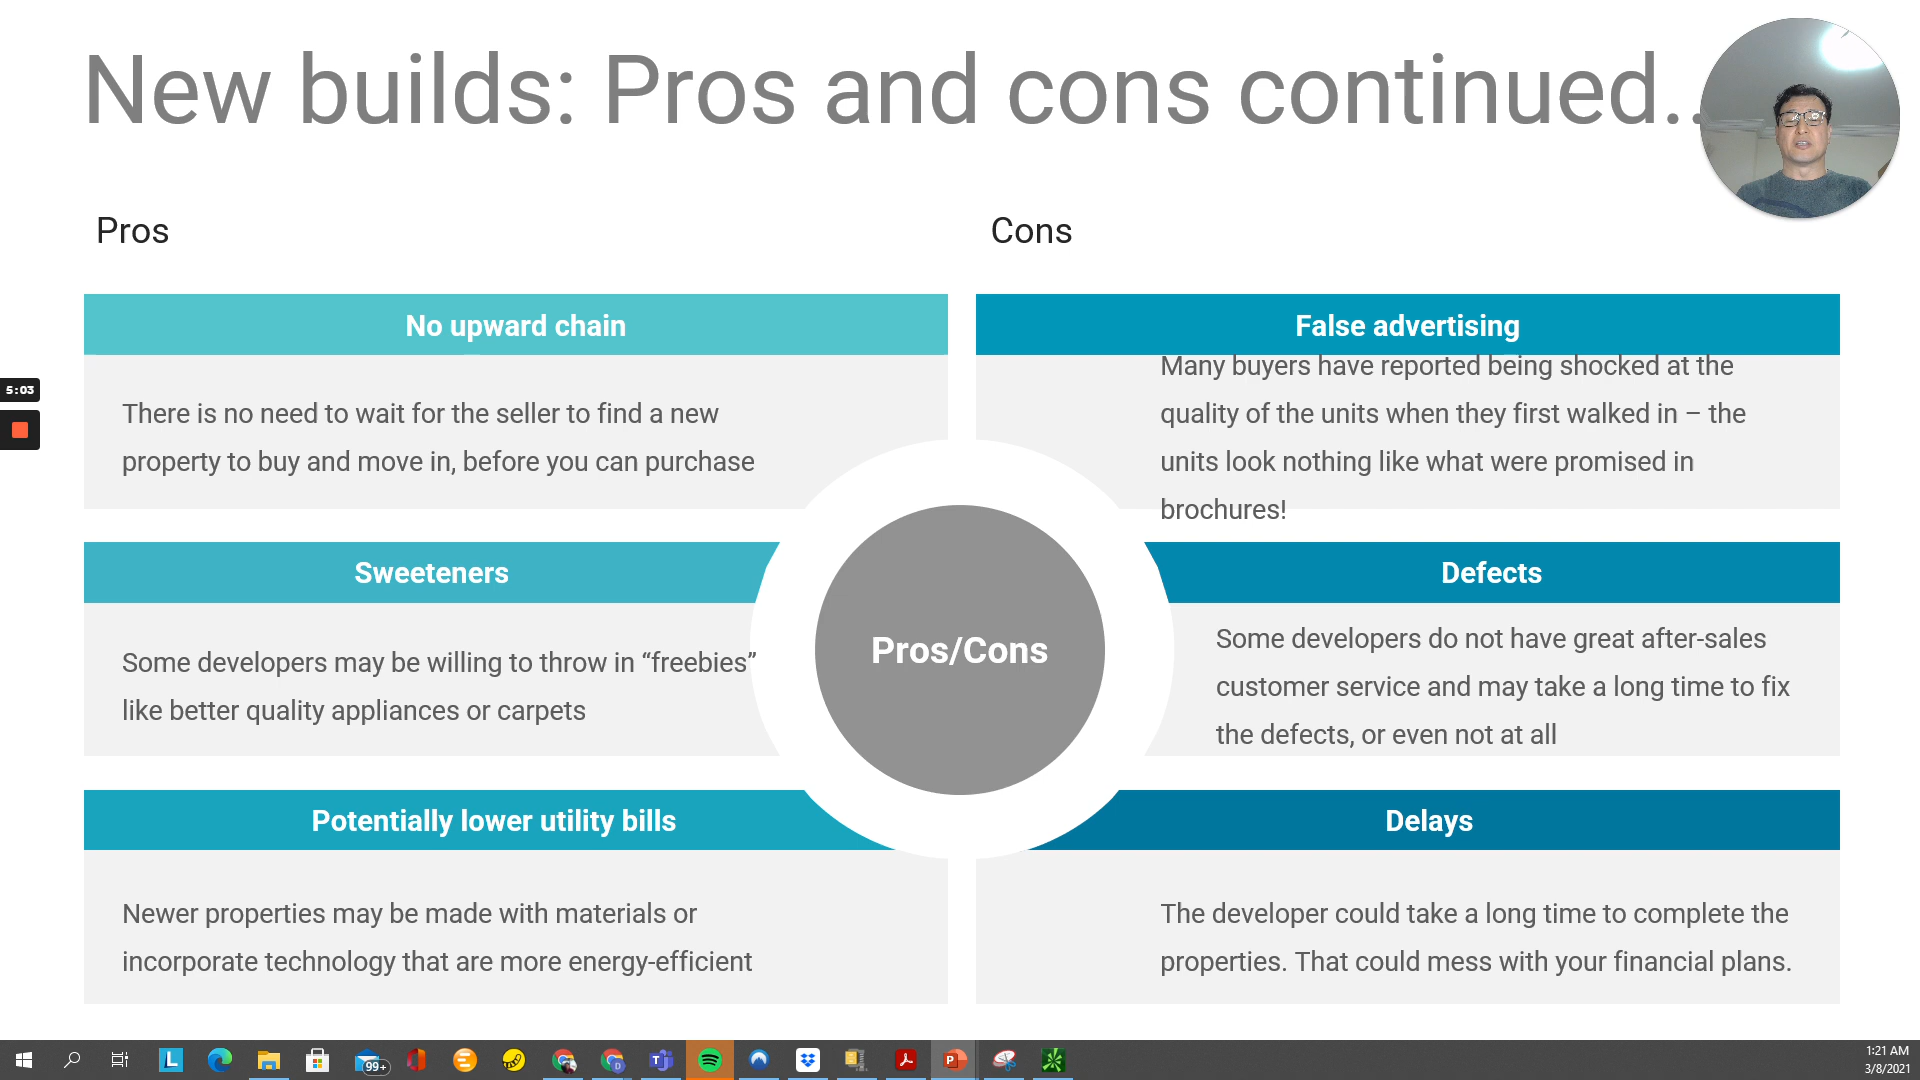 New builds: Pros and cons continued..
Pros
No upward chain
There is no need to wait for the seller to find a new
property to buy and move in, before you can purchase
Sweeteners
Some developers may be willing to throw in “freebies”
like better quality appliances or carpets
Potentially lower utility bills
Newer properties may be made with materials or
incorporate technology that are more energy-efficient
Pros/Cons
Cons
False advertising
Many buyers have reported being shocked at the
quality of the units when they first walked in – the
units look nothing like what were promised in
brochures!
Defects
Some developers do not have great after-sales
customer service and may take a long time to fix
the defects, or even not at all
Delays
The developer could take a long time to complete the
properties. That could mess with your financial plans.
5:03
L
99+
D
T
P
1:21 AM
3/8/2021